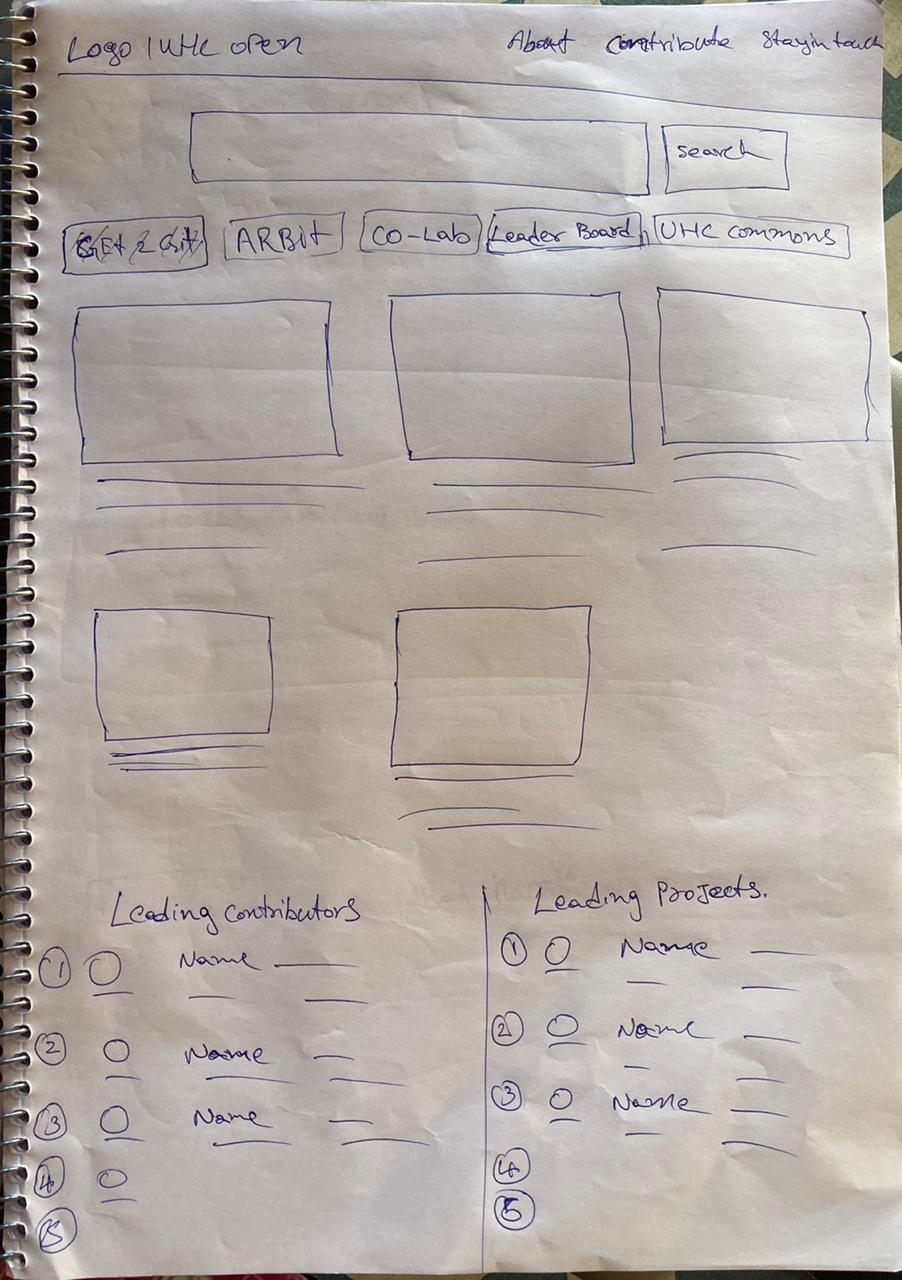 Logo | UHC open About Contribute Stay in touch
search
GEt 2 Git ARBit CO-Lab Leader Board UHC commons
Leading contributors
1 Name
2 Name
3 Name
4
5
Leading Projects.
1 Name
2 Name
3 Name
4
5